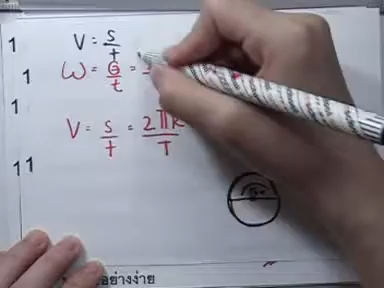 1
V = s/t
1
ω = θ/t =
1
V = s/t = 2πR/T
11
อย่างง่าย